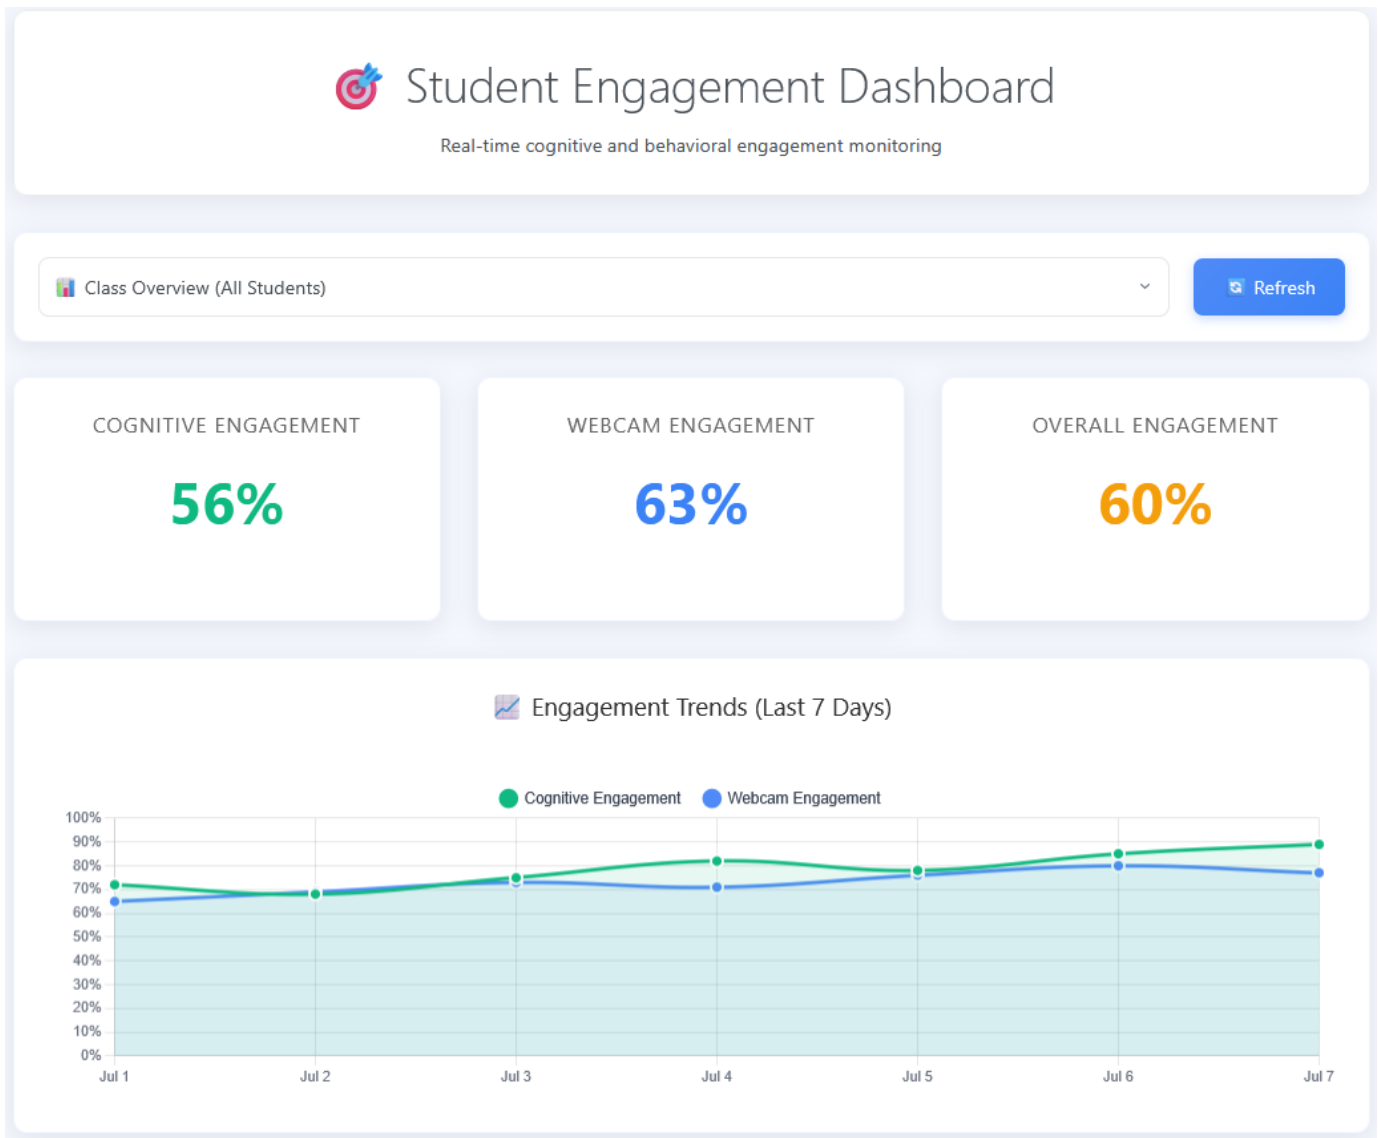 Student Engagement Dashboard
Real-time cognitive and behavioral engagement monitoring
Class Overview (All Students)
Refresh
COGNITIVE ENGAGEMENT
56%
WEBCAM ENGAGEMENT
63%
OVERALL ENGAGEMENT
60%
Engagement Trends (Last 7 Days)
Cognitive Engagement
Webcam Engagement
100%
90%
80%
70%
60%
50%
40%
30%
20%
10%
0%
Jul 1
Jul 2
Jul 3
Jul 4
Jul 5
Jul 6
Jul 7